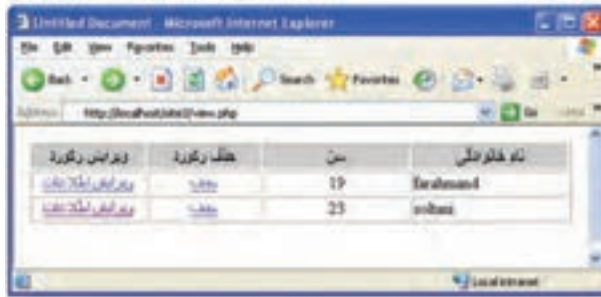 Untitled Document - Microsoft Internet Explorer
File Edit View Favorites Tools Help
Back Search Favorites
Address http://localhost/site2/view.php Go
نام خانوادگی سن حذف رکورد ویرایش رکورد
farahmand 19 حذف ویرایش اطلاعات
soltani 23 حذف ویرایش اطلاعات
Local intranet